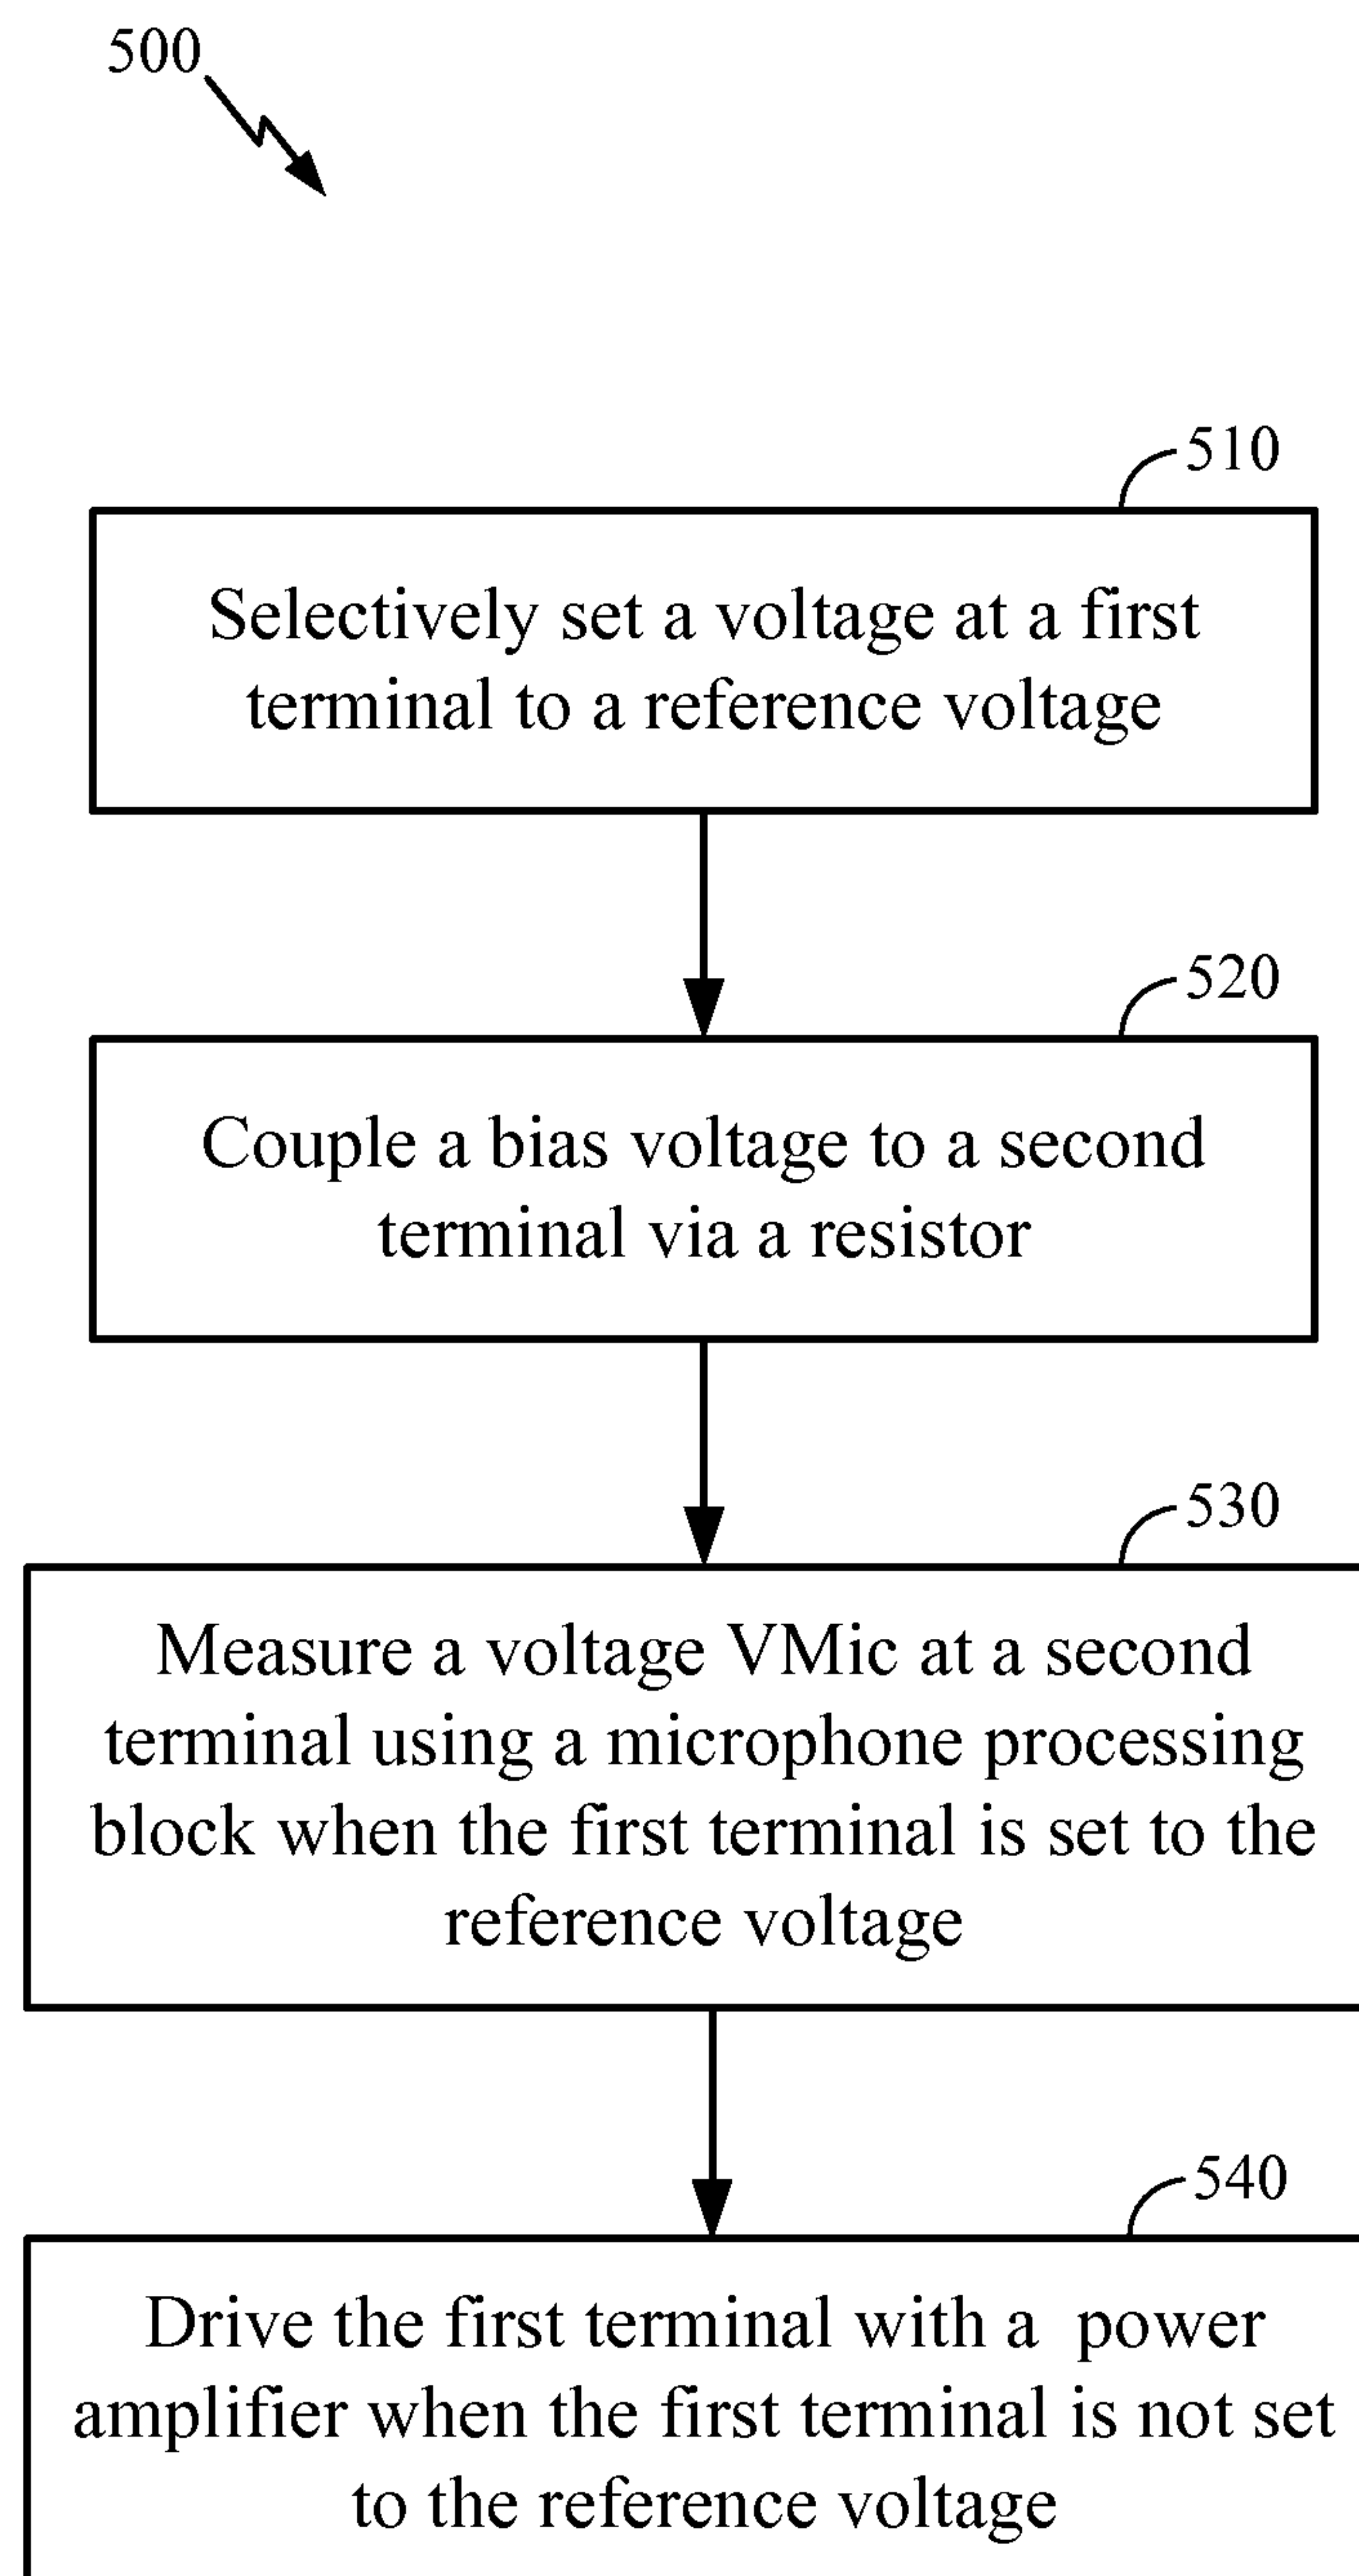 500
510
Selectively set a voltage at a first
terminal to a reference voltage
520
Couple a bias voltage to a second
terminal via a resistor
530
Measure a voltage VMic at a second
terminal using a microphone processing
block when the first terminal is set to the
reference voltage
540
Drive the first terminal with a power
amplifier when the first terminal is not set
to the reference voltage